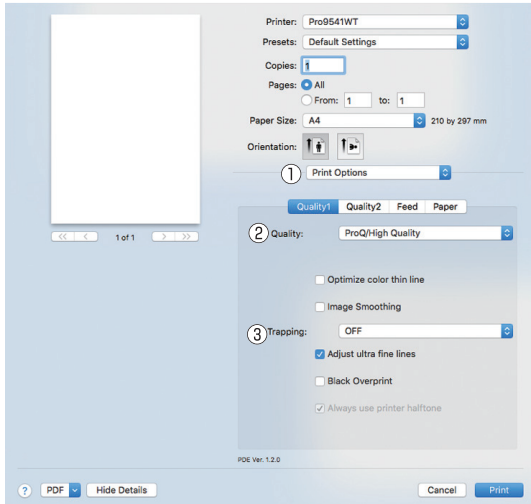 Printer: Pro9541WT
Presets: Default Settings
Copies: 1
Pages: All
From: 1 to: 1
Paper Size: A4 210 by 297 mm
Orientation:
① Print Options
Quality1 Quality2 Feed Paper
② Quality: ProQ/High Quality
<< < 1 of 1 > >>
Optimize color thin line
Image Smoothing
③ Trapping: OFF
Adjust ultra fine lines
Black Overprint
Always use printer halftone
PDE Ver. 1.2.0
? PDF Hide Details Cancel Print